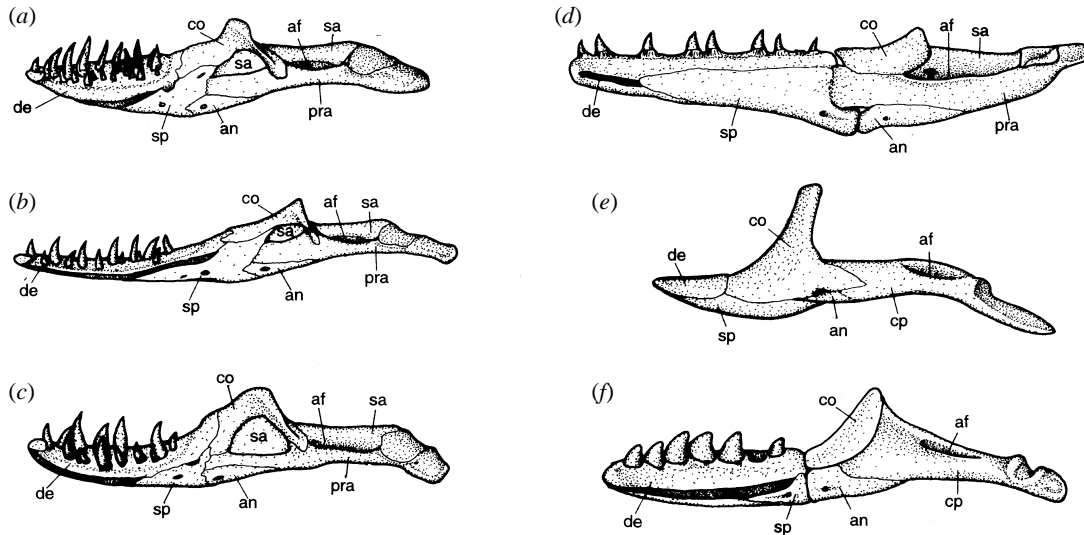 (a)
co
af
sa
sa
de
sp
an
pra
(b)
co
af
sa
sa
de
sp
an
pra
(c)
co
af
sa
sa
de
sp
an
pra
(d)
co
af
sa
de
sp
an
pra
(e)
co
de
af
sp
an
cp
(f)
co
af
de
sp
an
cp